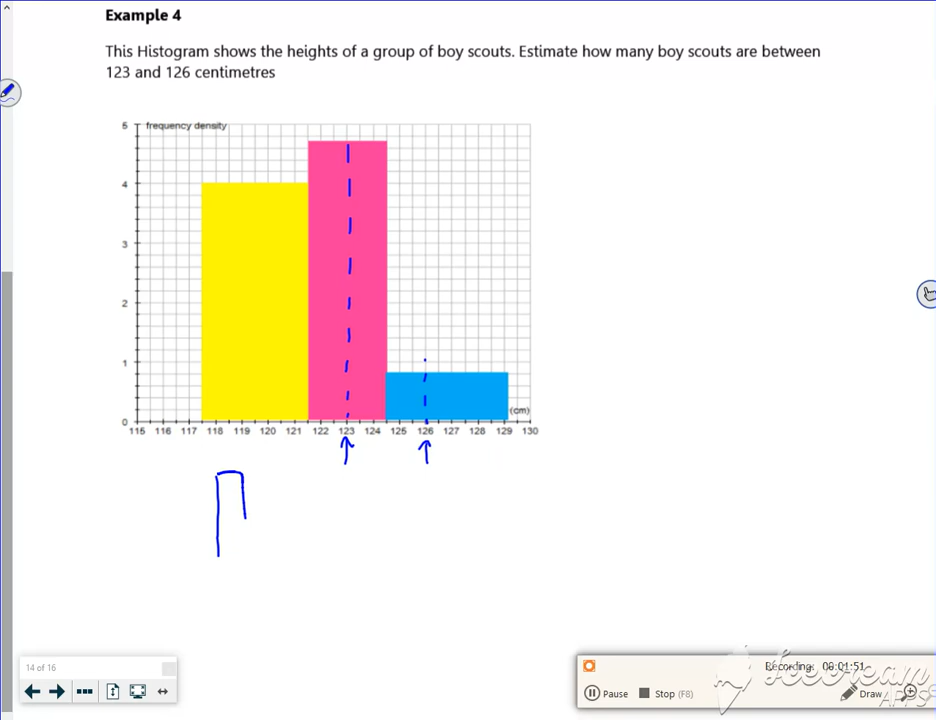 Example 4
This Histogram shows the heights of a group of boy scouts. Estimate how many boy scouts are between
123 and 126 centimetres
5 frequency density
4
3
2
1
0
(cm)
115 116 117 118 119 120 121 122 123 124 125 126 127 128 129 130
14 of 16
Recording: 00:01:51
Pause Stop (F8) Draw
Icecream
APPS